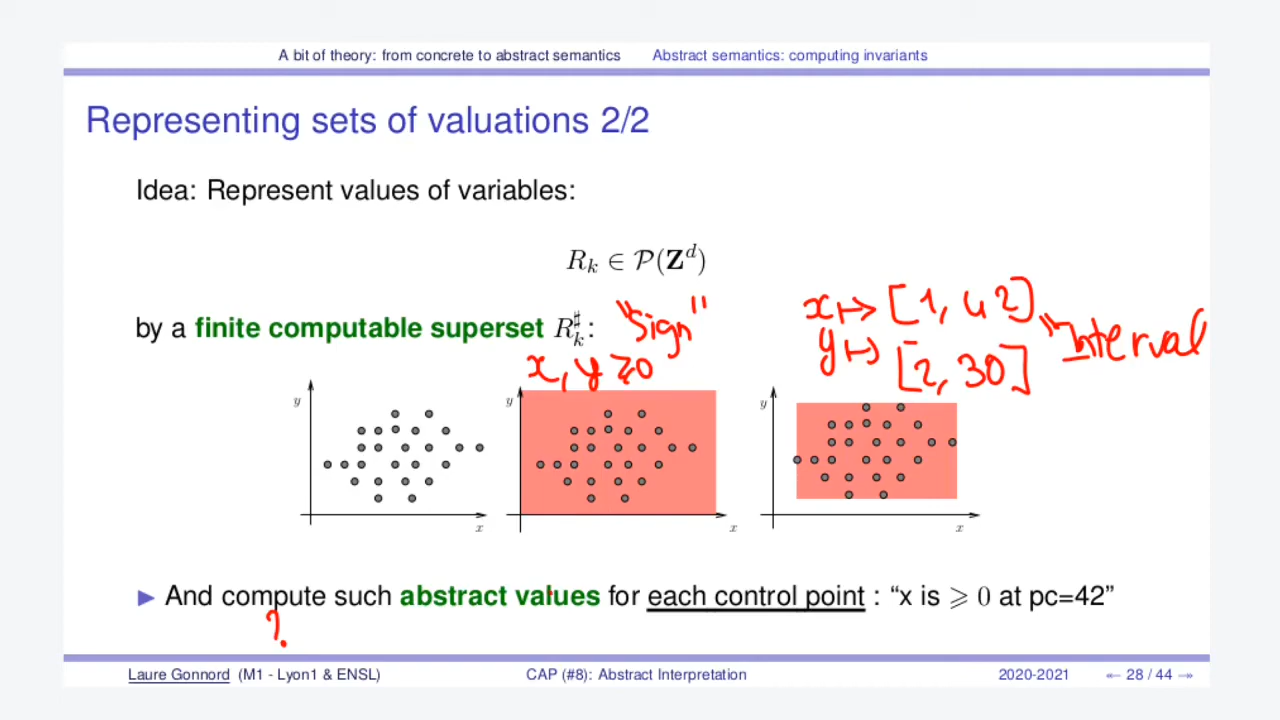 A bit of theory: from concrete to abstract semantics Abstract semantics: computing invariants
Representing sets of valuations 2/2
Idea: Represent values of variables:
R_k ∈ P(Z^d)
by a finite computable superset R_k^♯:
"Sign"
x, y ⩾ 0
x ↦ [1, 42]
y ↦ [2, 30]
"Interval
y
x
y
x
y
x
▶ And compute such abstract values for each control point : “x is ⩾ 0 at pc=42”
?
Laure Gonnord (M1 - Lyon1 & ENSL) CAP (#8): Abstract Interpretation 2020-2021 ← 28 / 44 →